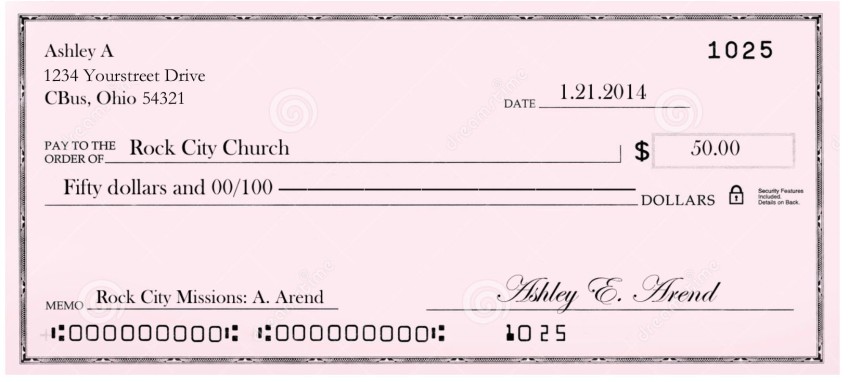 Ashley A
1025
1234 Yourstreet Drive
CBus, Ohio 54321
DATE 1.21.2014
PAY TO THE ORDER OF Rock City Church $ 50.00
Fifty dollars and 00/100 DOLLARS
Security Features
Included.
Details on Back.
MEMO Rock City Missions: A. Arend
Ashley E. Arend
⑆000000000⑆ ⑆0000000000⑆ 1025